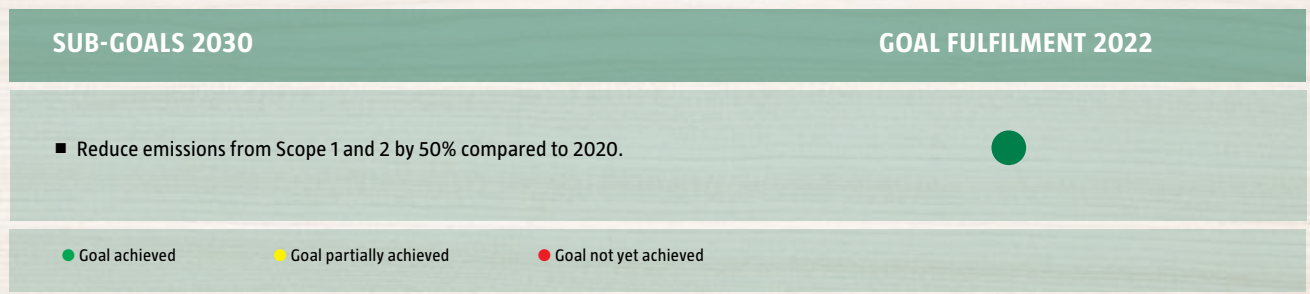 SUB-GOALS 2030 GOAL FULFILMENT 2022
■ Reduce emissions from Scope 1 and 2 by 50% compared to 2020.
Goal achieved Goal partially achieved Goal not yet achieved